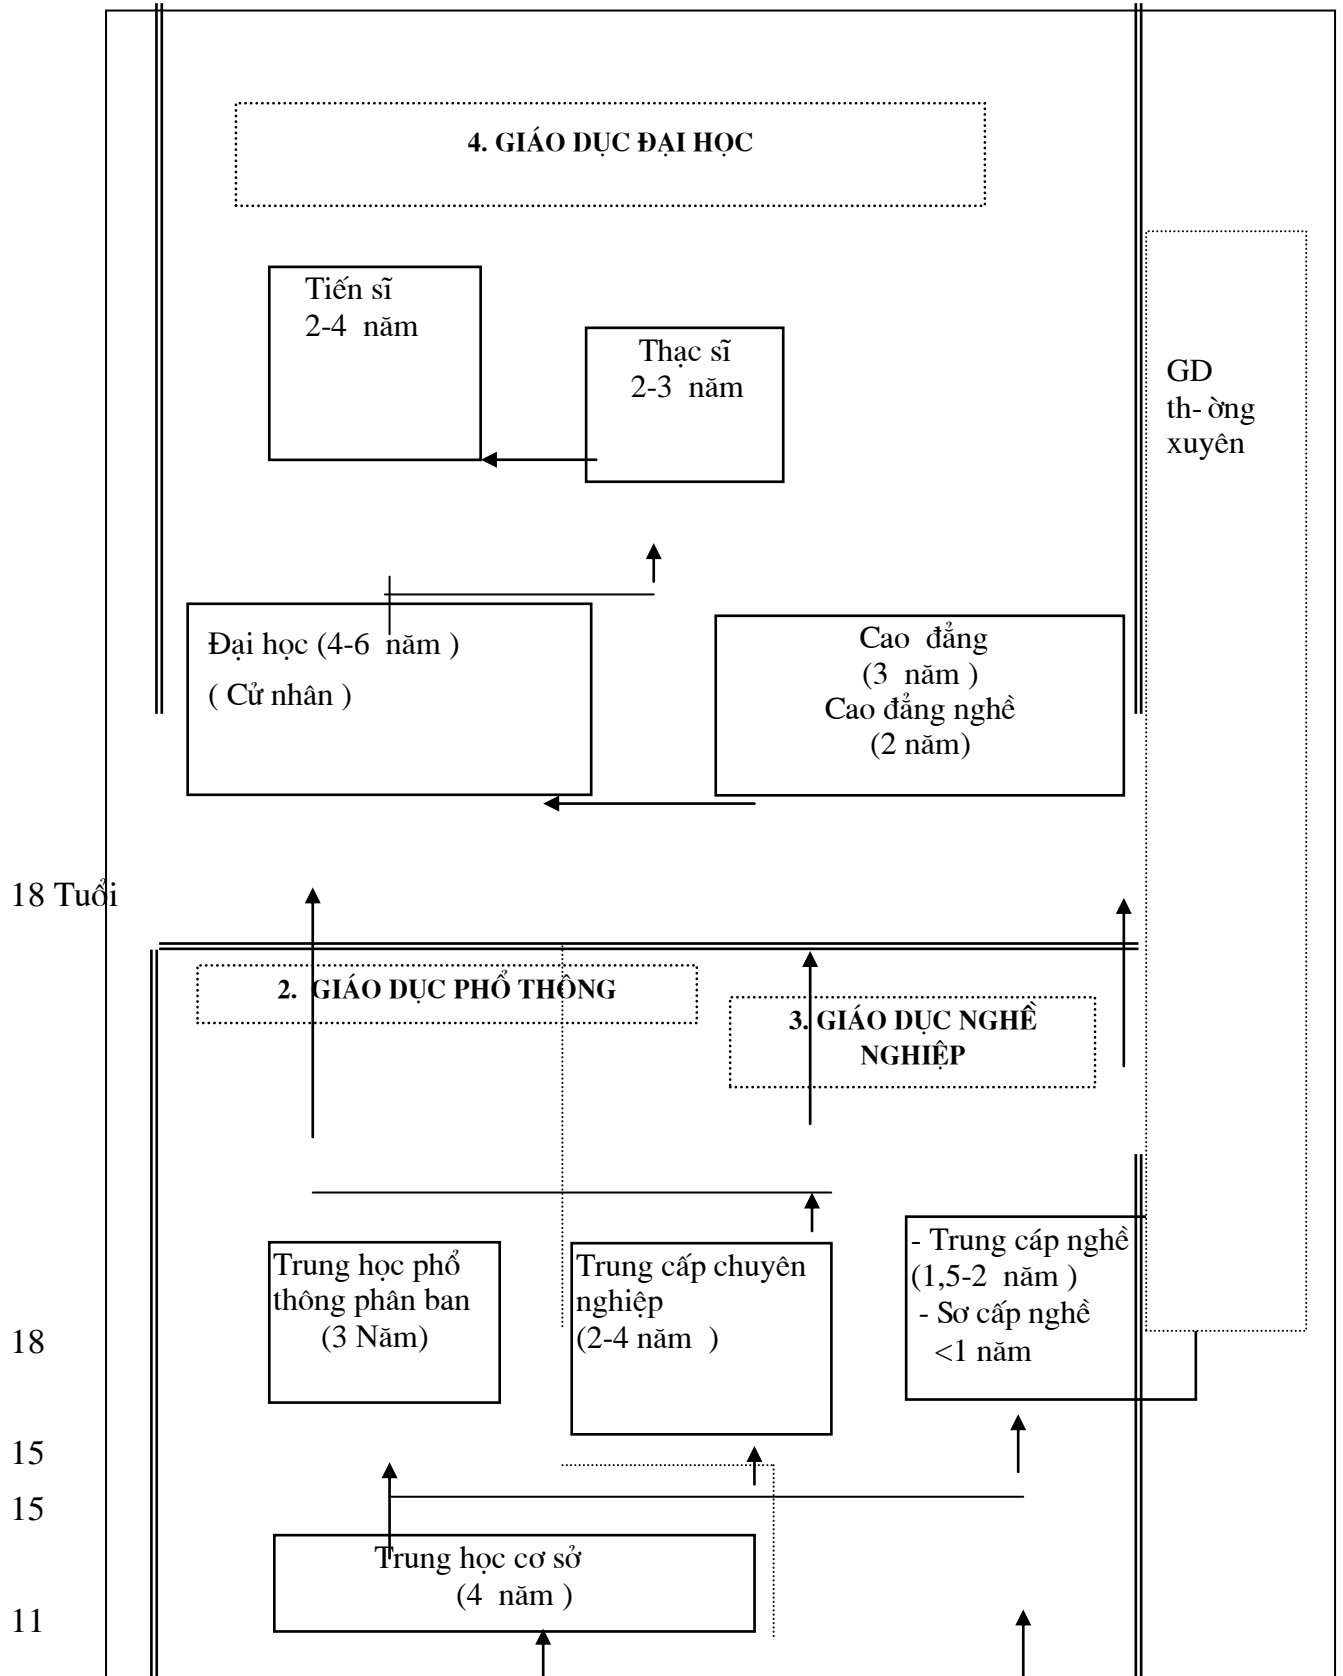 4. GIÁO DỤC ĐẠI HỌC
Tiến sĩ
2-4 năm
Thạc sĩ
2-3 năm
GD
th- ờng
xuyên
Đại học (4-6 năm )
( Cử nhân )
Cao đẳng
(3 năm )
Cao đẳng nghề
(2 năm)
18 Tuổi
2. GIÁO DỤC PHỔ THÔNG
3. GIÁO DỤC NGHỀ
NGHIỆP
Trung học phổ
thông phân ban
(3 Năm)
Trung cấp chuyên
nghiệp
(2-4 năm )
- Trung cáp nghề
(1,5-2 năm )
- Sơ cấp nghề
<1 năm
18
15
15
Trung học cơ sở
(4 năm )
11